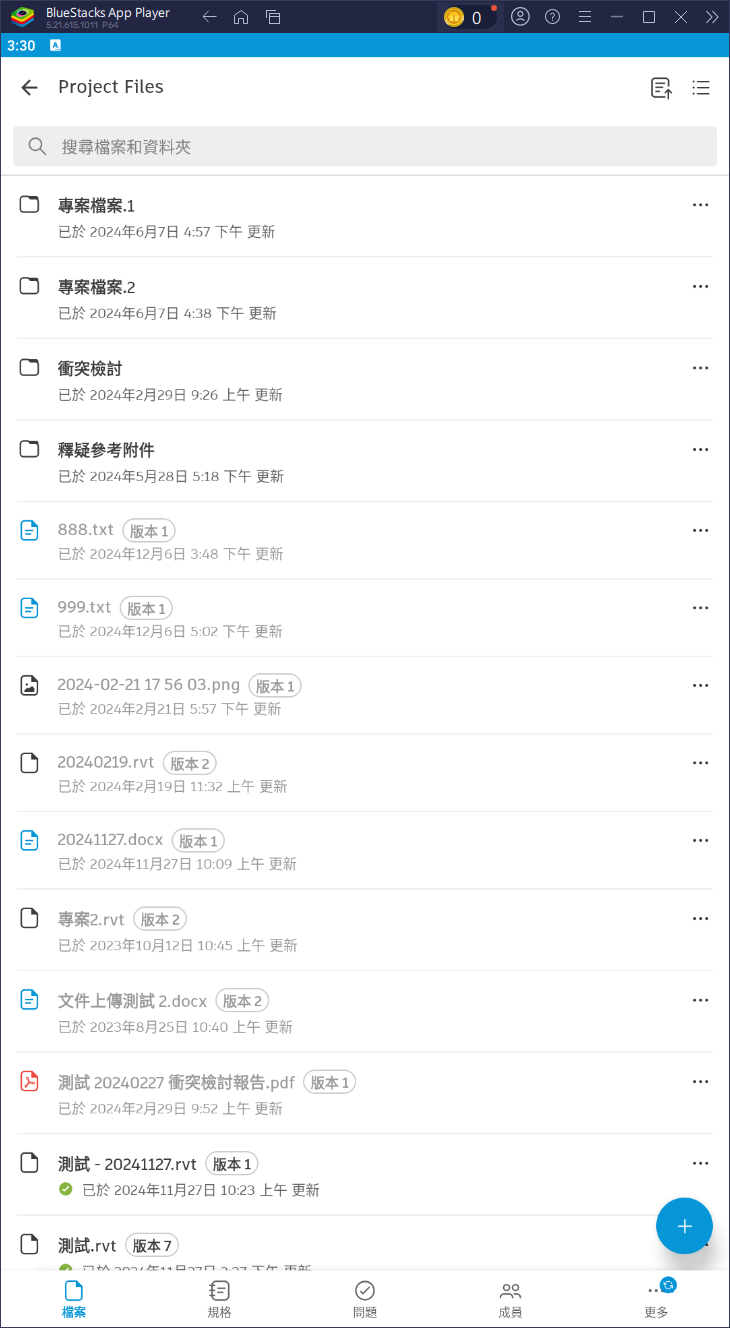 BlueStacks App Player
5.21.615.1011 P64
0
3:30
A
Project Files
搜尋檔案和資料夾
專案檔案.1
已於 2024年6月7日 4:57 下午 更新
專案檔案.2
已於 2024年6月7日 4:38 下午 更新
衝突檢討
已於 2024年2月29日 9:26 上午 更新
釋疑參考附件
已於 2024年5月28日 5:18 下午 更新
888.txt 版本 1
已於 2024年12月6日 3:48 下午 更新
999.txt 版本 1
已於 2024年12月6日 5:02 下午 更新
2024-02-21 17 56 03.png 版本 1
已於 2024年2月21日 5:57 下午 更新
20240219.rvt 版本 2
已於 2024年2月19日 11:32 上午 更新
20241127.docx 版本 1
已於 2024年11月27日 10:09 上午 更新
專案2.rvt 版本 2
已於 2023年10月12日 10:45 上午 更新
文件上傳測試 2.docx 版本 2
已於 2023年8月25日 10:40 上午 更新
測試 20240227 衝突檢討報告.pdf 版本 1
已於 2024年2月29日 9:52 上午 更新
測試 - 20241127.rvt 版本 1
已於 2024年11月27日 10:23 上午 更新
測試.rvt 版本 7
檔案 規格 問題 成員 更多